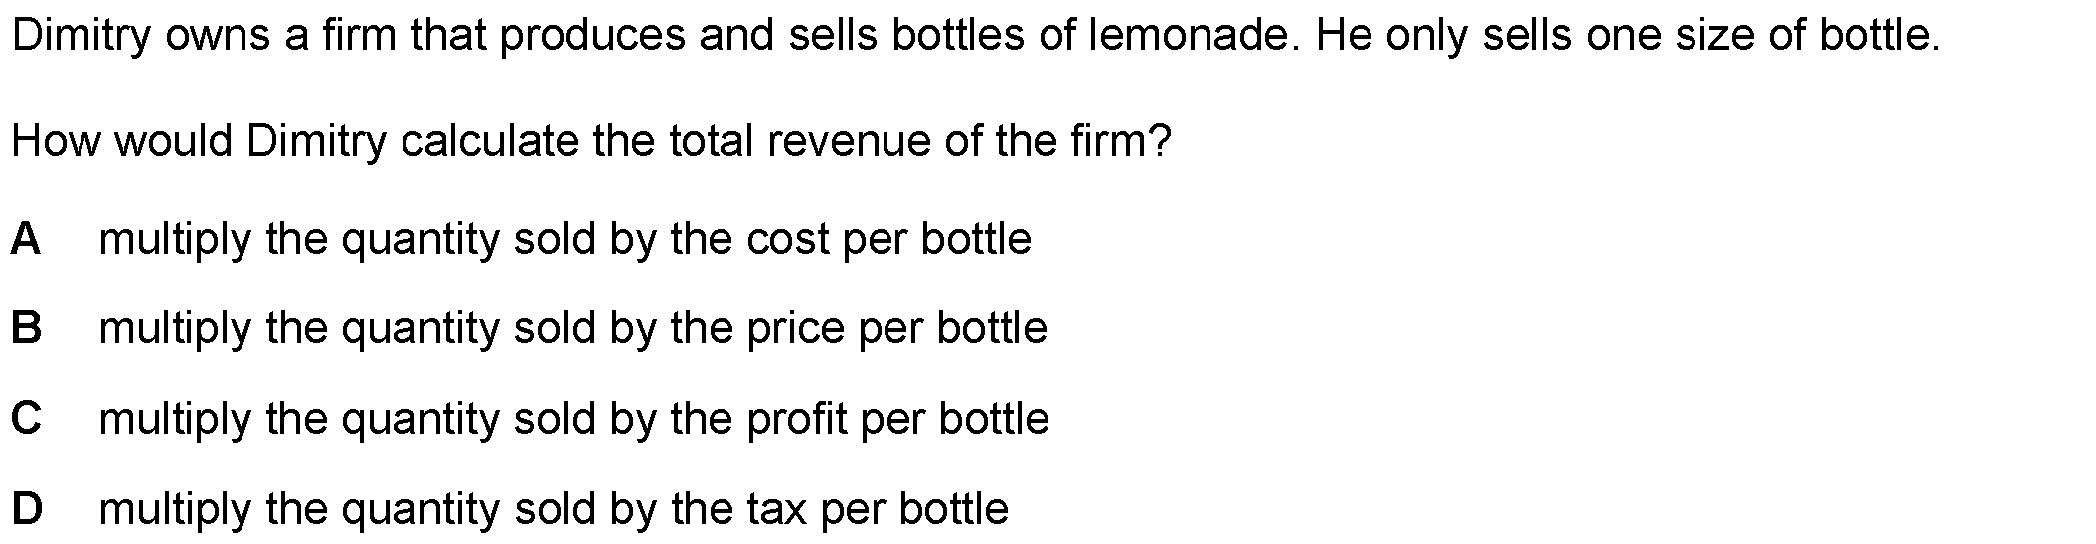 Dimitry owns a firm that produces and sells bottles of lemonade. He only sells one size of bottle.
How would Dimitry calculate the total revenue of the firm?
A multiply the quantity sold by the cost per bottle
B multiply the quantity sold by the price per bottle
C multiply the quantity sold by the profit per bottle
D multiply the quantity sold by the tax per bottle